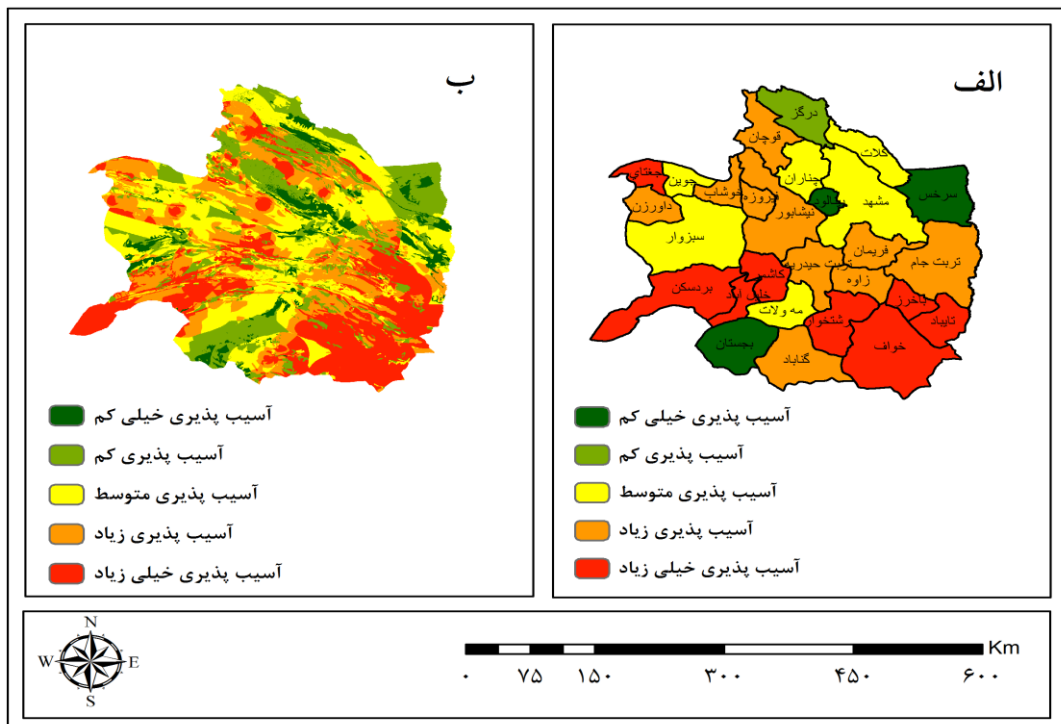 الف
درگز
قوچان
کلات
چناران
جغتای
جوین
خوشاب
فیروزه
مشهد
سرخس
داورزن
نیشابور
سبزوار
فریمان
تربت جام
تربت حیدریه
زاوه
کاشمر
بردسکن
خلیل آباد
باخرز
مه ولات
رشتخوار
تایباد
خواف
بجستان
گناباد
آسیب پذیری خیلی کم
آسیب پذیری کم
آسیب پذیری متوسط
آسیب پذیری زیاد
آسیب پذیری خیلی زیاد
ب
آسیب پذیری خیلی کم
آسیب پذیری کم
آسیب پذیری متوسط
آسیب پذیری زیاد
آسیب پذیری خیلی زیاد
N
W E
S
Km
۰ ۷۵ ۱۵۰ ۳۰۰ ۴۵۰ ۶۰۰